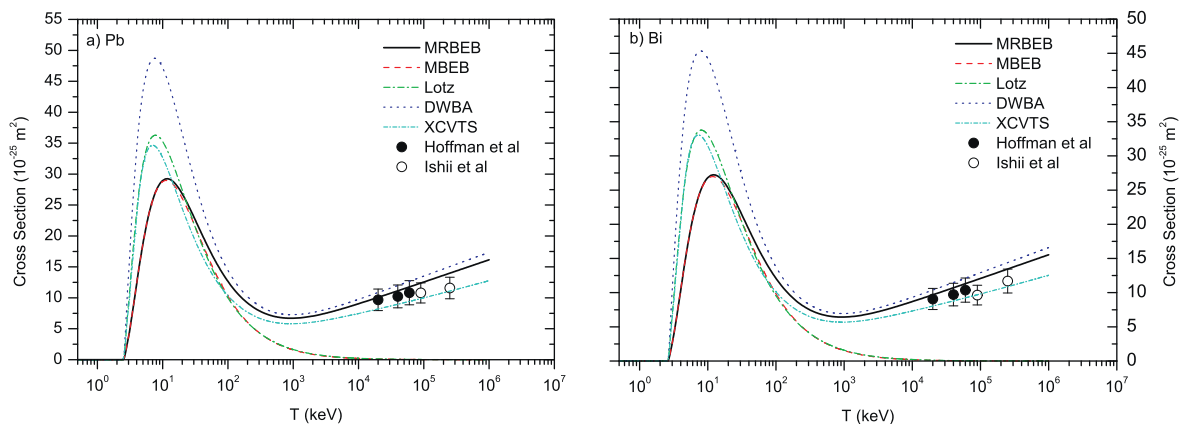 a) Pb
MRBEB
MBEB
Lotz
DWBA
XCVTS
Hoffman et al
Ishii et al
Cross Section (10⁻²⁵ m²)
55
50
45
40
35
30
25
20
15
10
5
0
10⁰ 10¹ 10² 10³ 10⁴ 10⁵ 10⁶ 10⁷
T (keV)
b) Bi
MRBEB
MBEB
Lotz
DWBA
XCVTS
Hoffman et al
Ishii et al
50
45
40
35
30
25
20
15
10
5
0
Cross Section (10⁻²⁵ m²)
10⁰ 10¹ 10² 10³ 10⁴ 10⁵ 10⁶ 10⁷
T (keV)